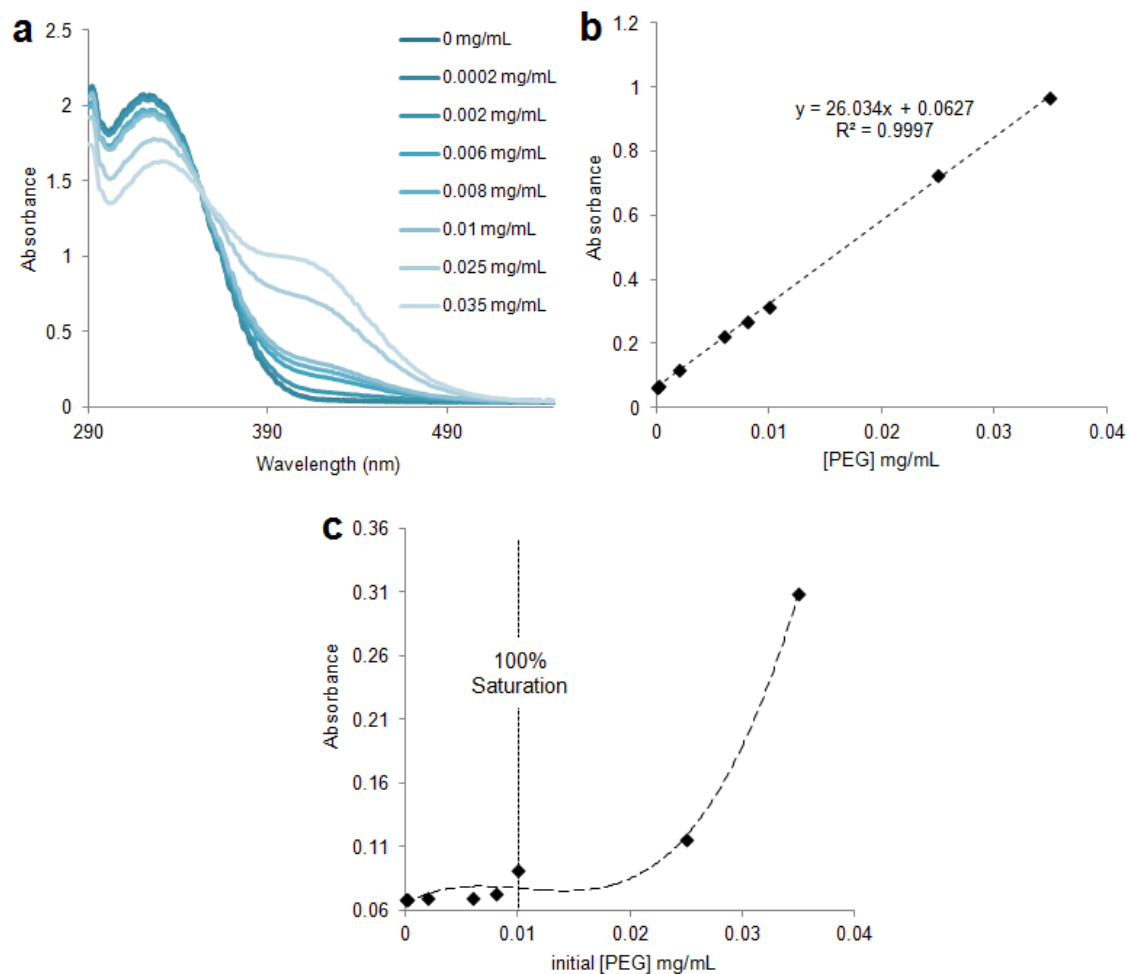 a
2.5
2
1.5
1
0.5
0
Absorbance
290
390
490
Wavelength (nm)
0 mg/mL
0.0002 mg/mL
0.002 mg/mL
0.006 mg/mL
0.008 mg/mL
0.01 mg/mL
0.025 mg/mL
0.035 mg/mL
b
1.2
1
0.8
0.6
0.4
0.2
0
Absorbance
y = 26.034x + 0.0627
R² = 0.9997
0
0.01
0.02
0.03
0.04
[PEG] mg/mL
c
0.36
0.31
0.26
0.21
0.16
0.11
0.06
Absorbance
100%
Saturation
0
0.01
0.02
0.03
0.04
initial [PEG] mg/mL